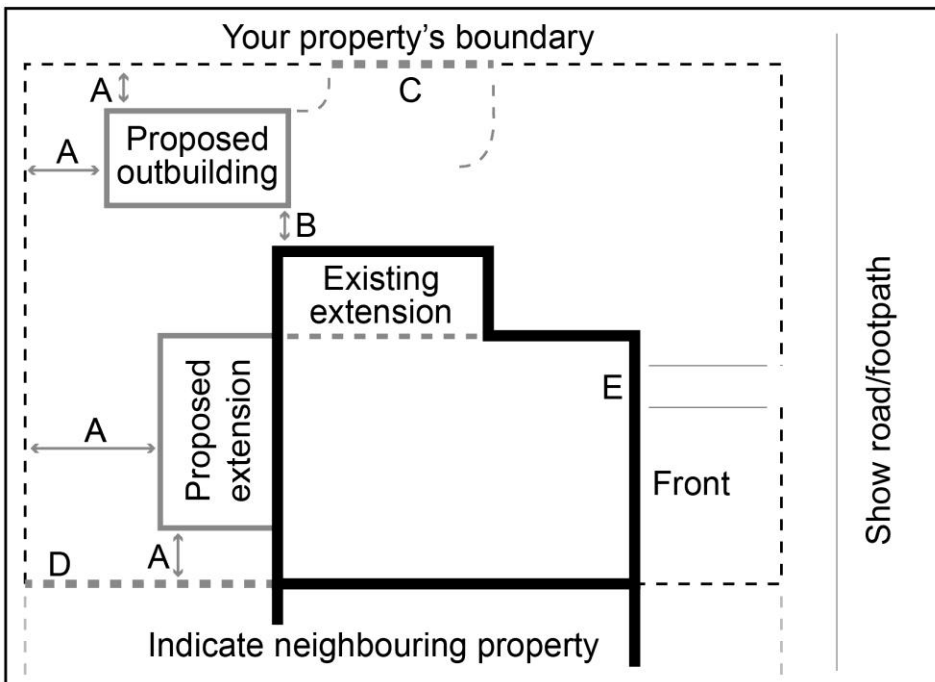 Your property's boundary
A
C
Proposed
outbuilding
A
B
Existing
extension
Proposed
extension
E
A
Front
A
D
Indicate neighbouring property
Show road/footpath